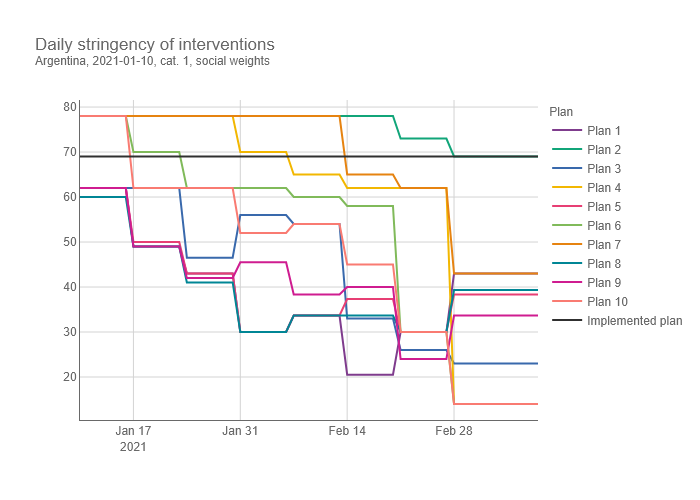 Daily stringency of interventions
Argentina, 2021-01-10, cat. 1, social weights
80
70
60
50
40
30
20
Jan 17
2021
Jan 31
Feb 14
Feb 28
Plan
Plan 1
Plan 2
Plan 3
Plan 4
Plan 5
Plan 6
Plan 7
Plan 8
Plan 9
Plan 10
Implemented plan